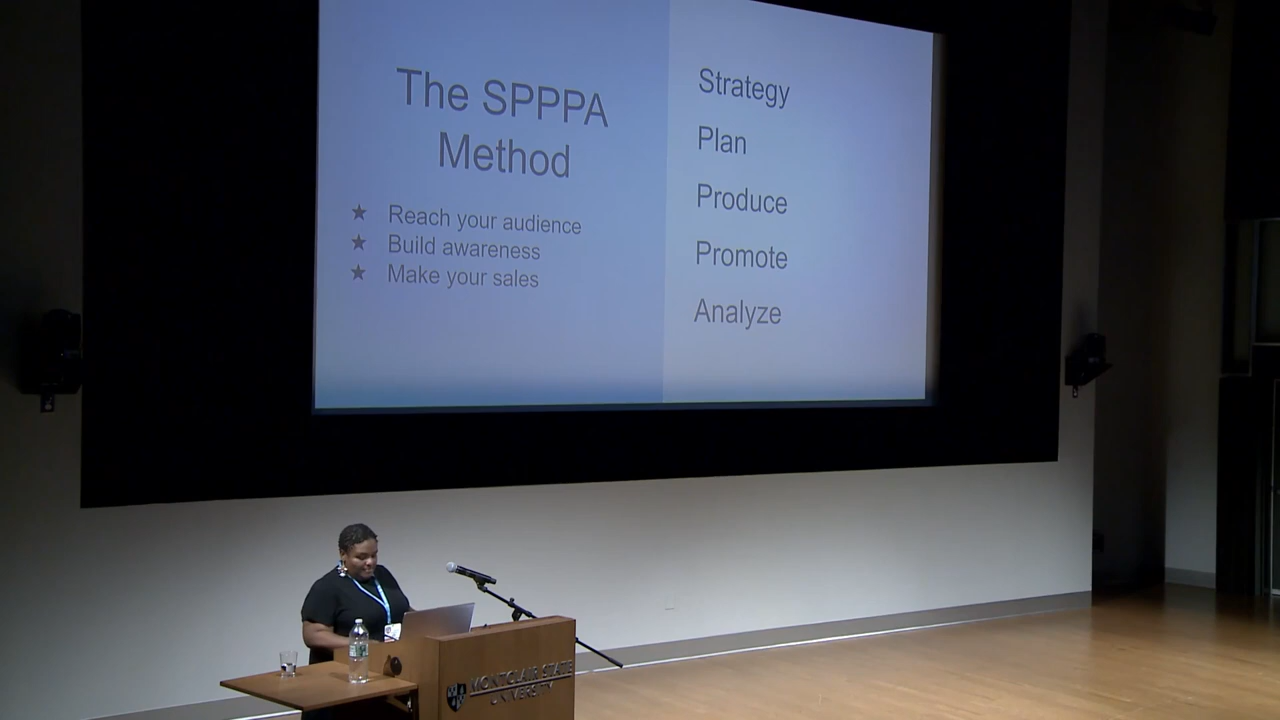 The SPPPA
Method
★ Reach your audience
★ Build awareness
★ Make your sales
Strategy
Plan
Produce
Promote
Analyze
MONTCLAIR STATE
UNIVERSITY